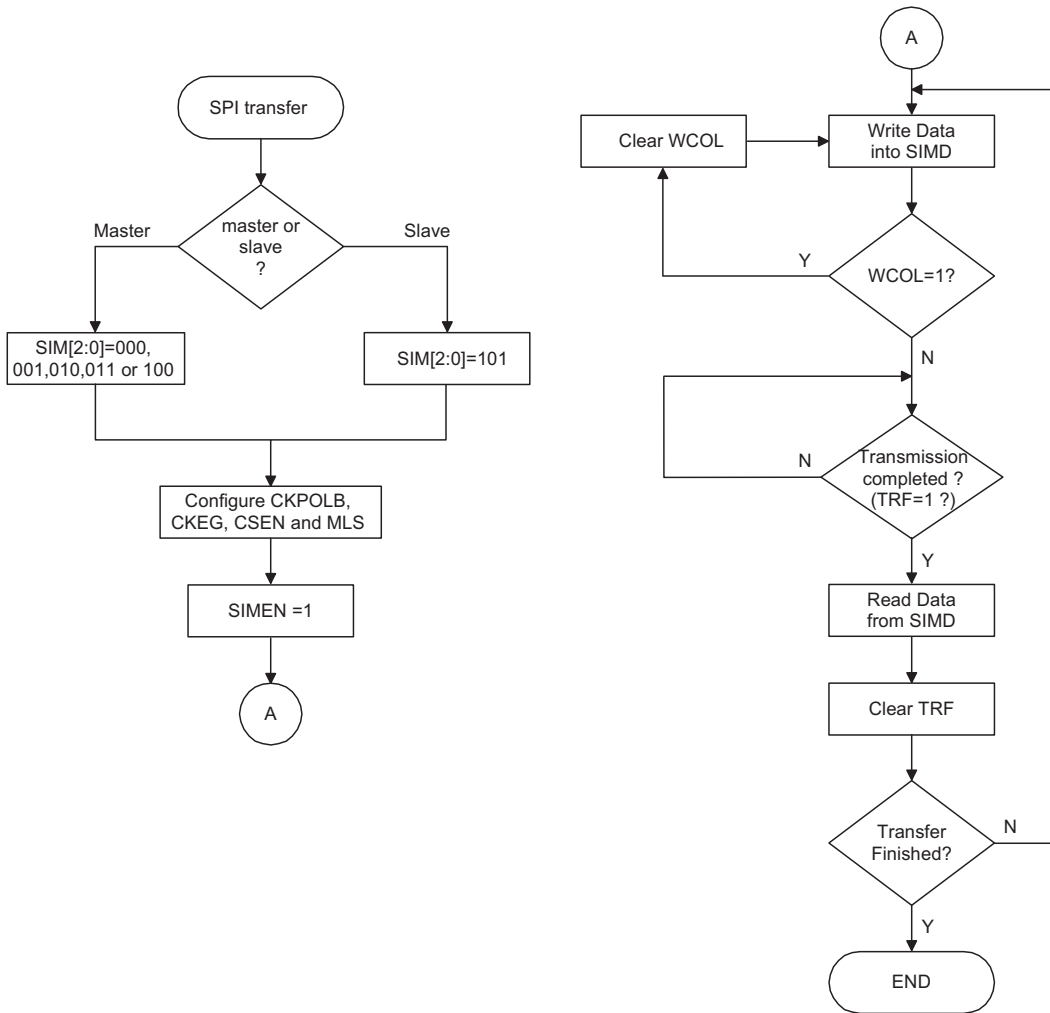 SPI transfer
master or
slave
?
Master
Slave
SIM[2:0]=000,
001,010,011 or 100
SIM[2:0]=101
Configure CKPOLB,
CKEG, CSEN and MLS
SIMEN =1
A
A
Clear WCOL
Write Data
into SIMD
Y
WCOL=1?
N
N
Transmission
completed ?
(TRF=1 ?)
Y
Read Data
from SIMD
Clear TRF
Transfer
Finished?
N
Y
END